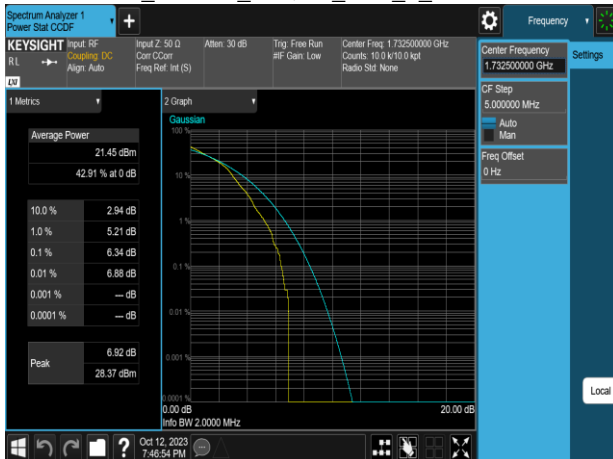 Spectrum Analyzer 1
Power Stat CCDF
Frequency
KEYSIGHT
RL
LXI
Input: RF
Coupling: DC
Align: Auto
Input Z: 50 Ω
Corr CCorr
Freq Ref: Int (S)
Atten: 30 dB
Trig: Free Run
#IF Gain: Low
Center Freq: 1.732500000 GHz
Counts: 10.0 k/10.0 kpt
Radio Std: None
Center Frequency
1.732500000 GHz
Settings
CF Step
5.000000 MHz
Auto
Man
Freq Offset
0 Hz
1 Metrics
Average Power
21.45 dBm
42.91 % at 0 dB
10.0 % 2.94 dB
1.0 % 5.21 dB
0.1 % 6.34 dB
0.01 % 6.88 dB
0.001 % --- dB
0.0001 % --- dB
Peak 6.92 dB
28.37 dBm
2 Graph
Gaussian
100 %
10 %
1 %
0.1 %
0.01 %
0.001 %
0.0001 %
0.00 dB 20.00 dB
Info BW 2.0000 MHz
Local
?
Oct 12, 2023
7:46:54 PM